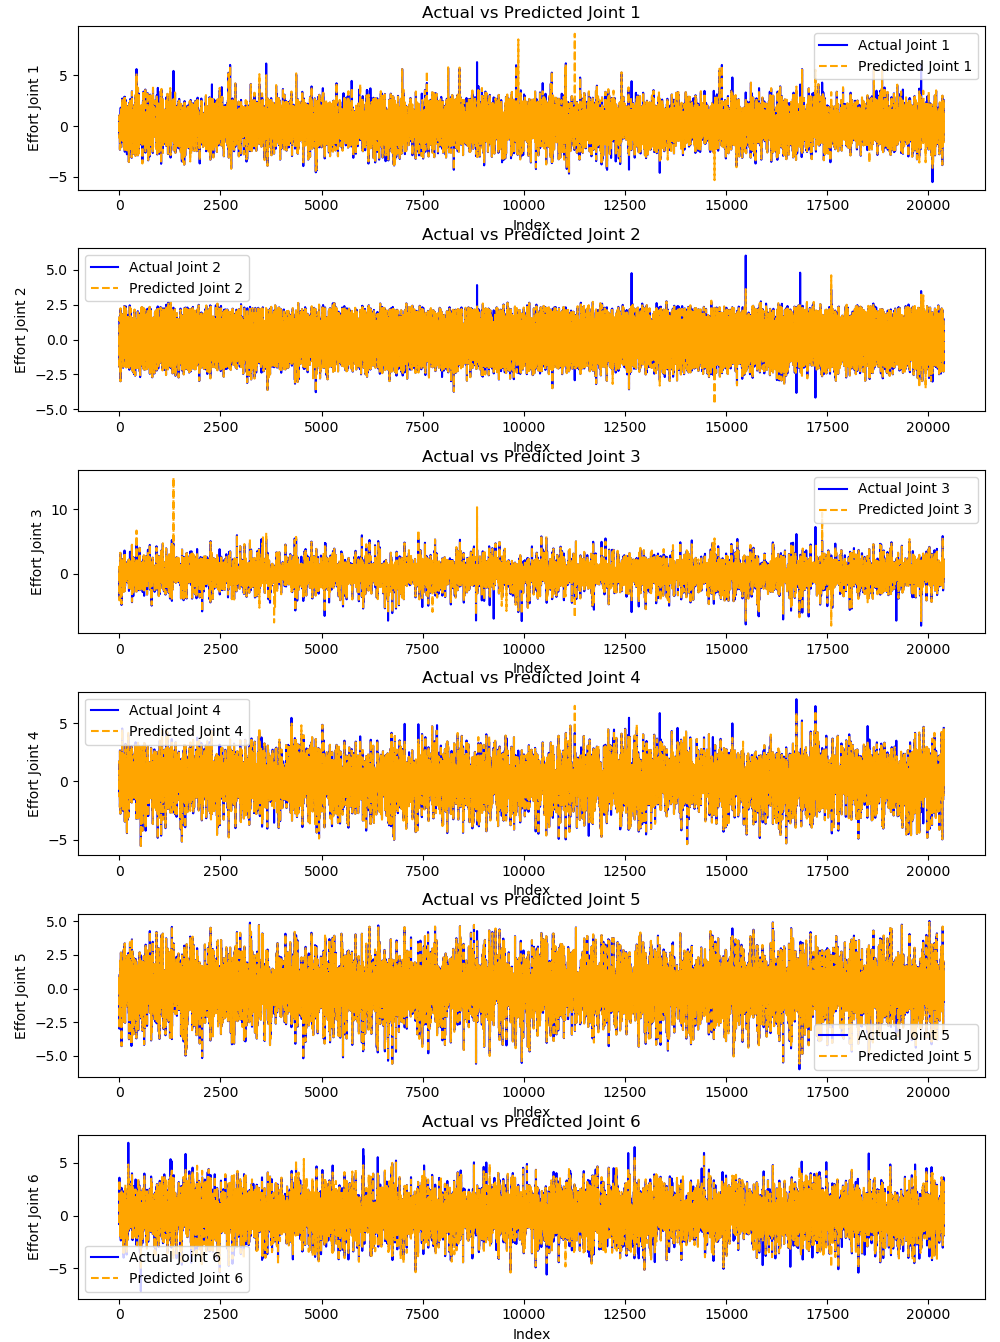 Actual vs Predicted Joint 1
Effort Joint 1
5
0
−5
Actual Joint 1
Predicted Joint 1
0 2500 5000 7500 10000 12500 15000 17500 20000
Index
Actual vs Predicted Joint 2
Effort Joint 2
5.0
2.5
0.0
−2.5
−5.0
Actual Joint 2
Predicted Joint 2
0 2500 5000 7500 10000 12500 15000 17500 20000
Index
Actual vs Predicted Joint 3
Effort Joint 3
10
0
Actual Joint 3
Predicted Joint 3
0 2500 5000 7500 10000 12500 15000 17500 20000
Index
Actual vs Predicted Joint 4
Effort Joint 4
5
0
−5
Actual Joint 4
Predicted Joint 4
0 2500 5000 7500 10000 12500 15000 17500 20000
Index
Actual vs Predicted Joint 5
Effort Joint 5
5.0
2.5
0.0
−2.5
−5.0
Actual Joint 5
Predicted Joint 5
0 2500 5000 7500 10000 12500 15000 17500 20000
Index
Actual vs Predicted Joint 6
Effort Joint 6
5
0
−5
Actual Joint 6
Predicted Joint 6
0 2500 5000 7500 10000 12500 15000 17500 20000
Index